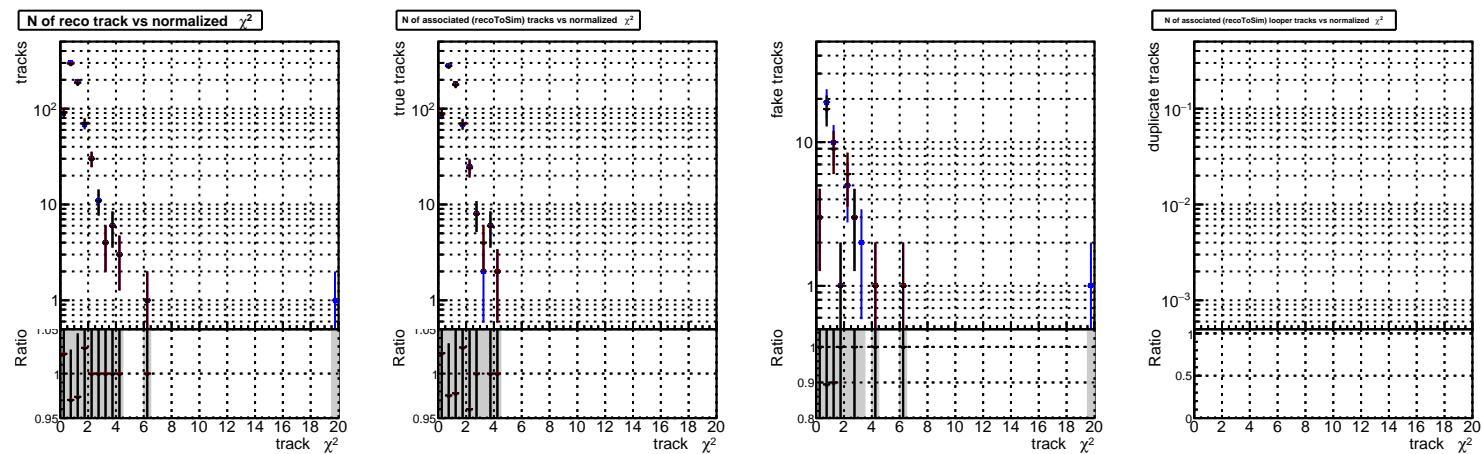 N of reco track vs normalized χ²
tracks
10²
10
1
Ratio
1.05
1
0.95
0 2 4 6 8 10 12 14 16 18 20
track χ²
N of associated (recoToSim) tracks vs normalized χ²
true tracks
10²
10
1
Ratio
1.05
1
0.95
0 2 4 6 8 10 12 14 16 18 20
track χ²
fake tracks
10
1
Ratio
1
0.9
0.8
0 2 4 6 8 10 12 14 16 18 20
track χ²
N of associated (recoToSim) looper tracks vs normalized χ²
duplicate tracks
10⁻¹
10⁻²
10⁻³
Ratio
1
0.5
0
0 2 4 6 8 10 12 14 16 18 20
track χ²